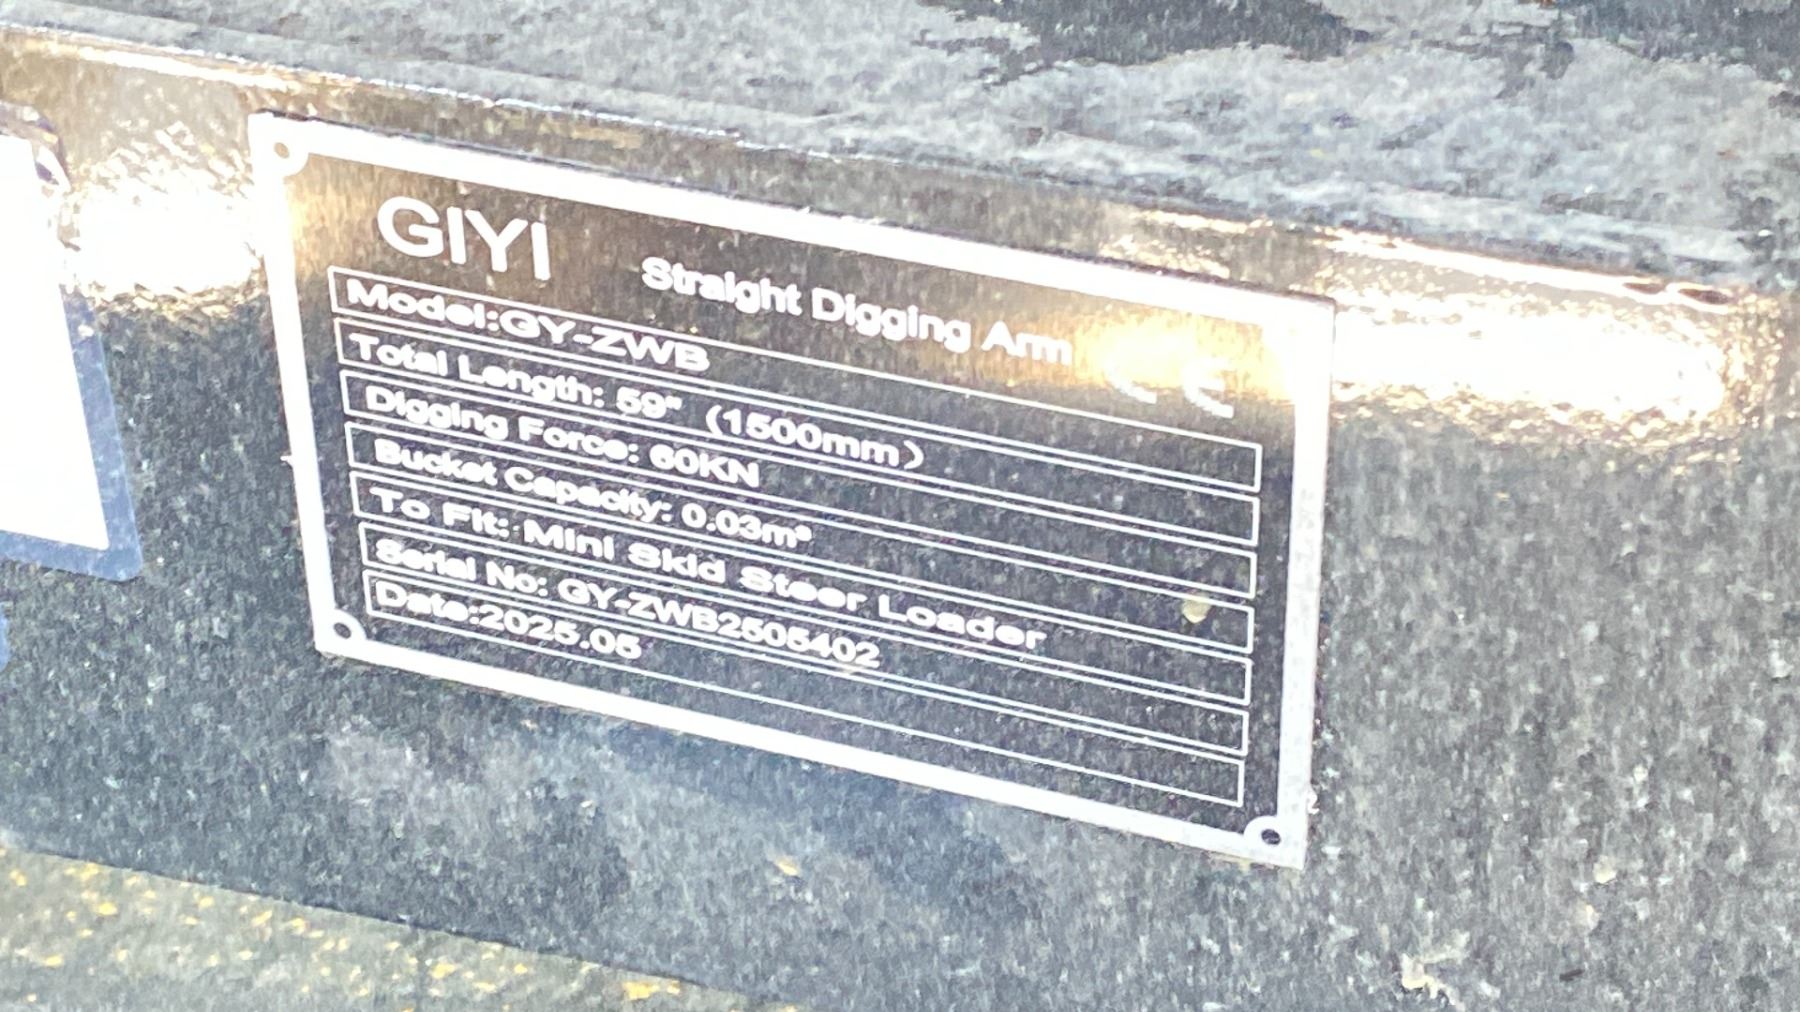 GIYI
Straight Digging Arm
CE
Model:GY-ZWB
Total Length: 59" (1500mm)
Digging Force: 60KN
Bucket Capacity: 0.03m³
To Fit: Mini Skid Steer Loader
Serial No: GY-ZWB2505402
Date:2025.05